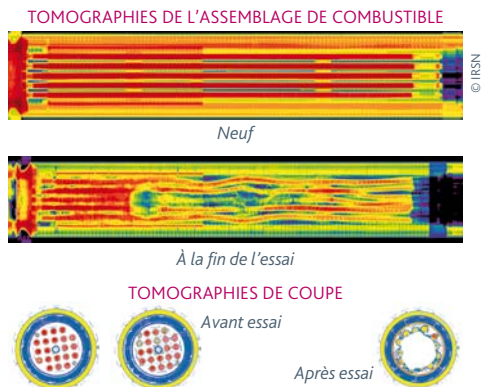 TOMOGRAPHIES DE L'ASSEMBLAGE DE COMBUSTIBLE
© IRSN
Neuf
À la fin de l'essai
TOMOGRAPHIES DE COUPE
Avant essai
Après essai